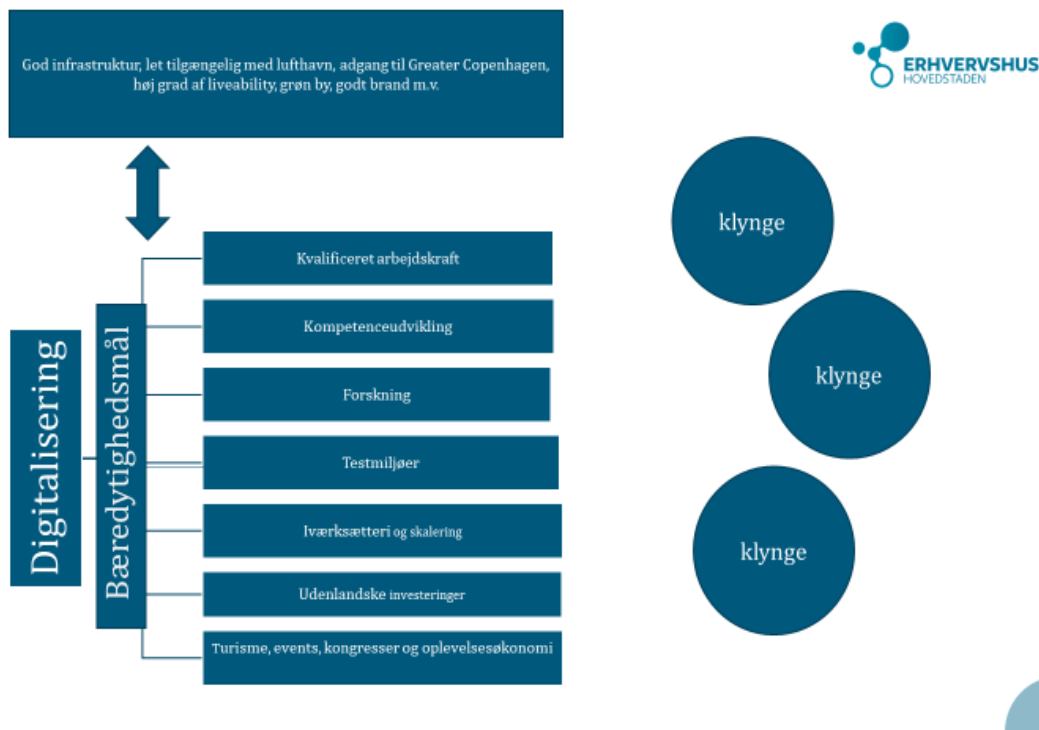 God infrastruktur, let tilgængelig med lufthavn, adgang til Greater Copenhagen,
høj grad af liveability, grøn by, godt brand m.v.
ERHVERVSHUS
HOVEDSTADEN
Digitalisering
Bæredytighedsmål
Kvalificeret arbejdskraft
Kompetenceudvikling
Forskning
Testmiljøer
Iværksætteri og skalering
Udenlandske investeringer
Turisme, events, kongresser og oplevelsesøkonomi
klynge
klynge
klynge